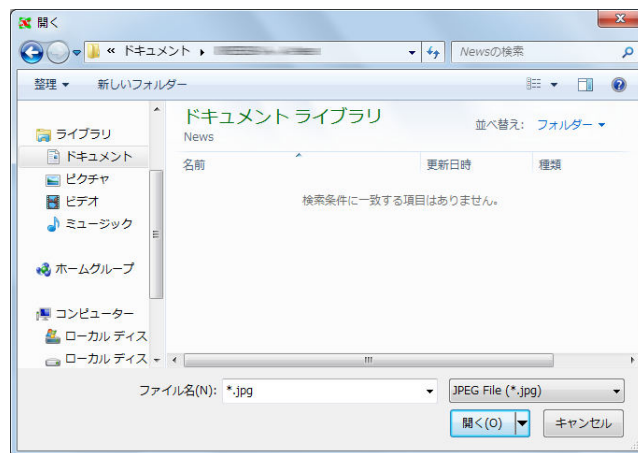 開く
« ドキュメント
Newsの検索
整理 新しいフォルダー
ドキュメント ライブラリ
News
並べ替え: フォルダー
名前 更新日時 種類
検索条件に一致する項目はありません。
ライブラリ
ドキュメント
ピクチャ
ビデオ
ミュージック
ホームグループ
コンピューター
ローカル ディス
ローカル ディス
ファイル名(N): *.jpg JPEG File (*.jpg)
開く(O) キャンセル